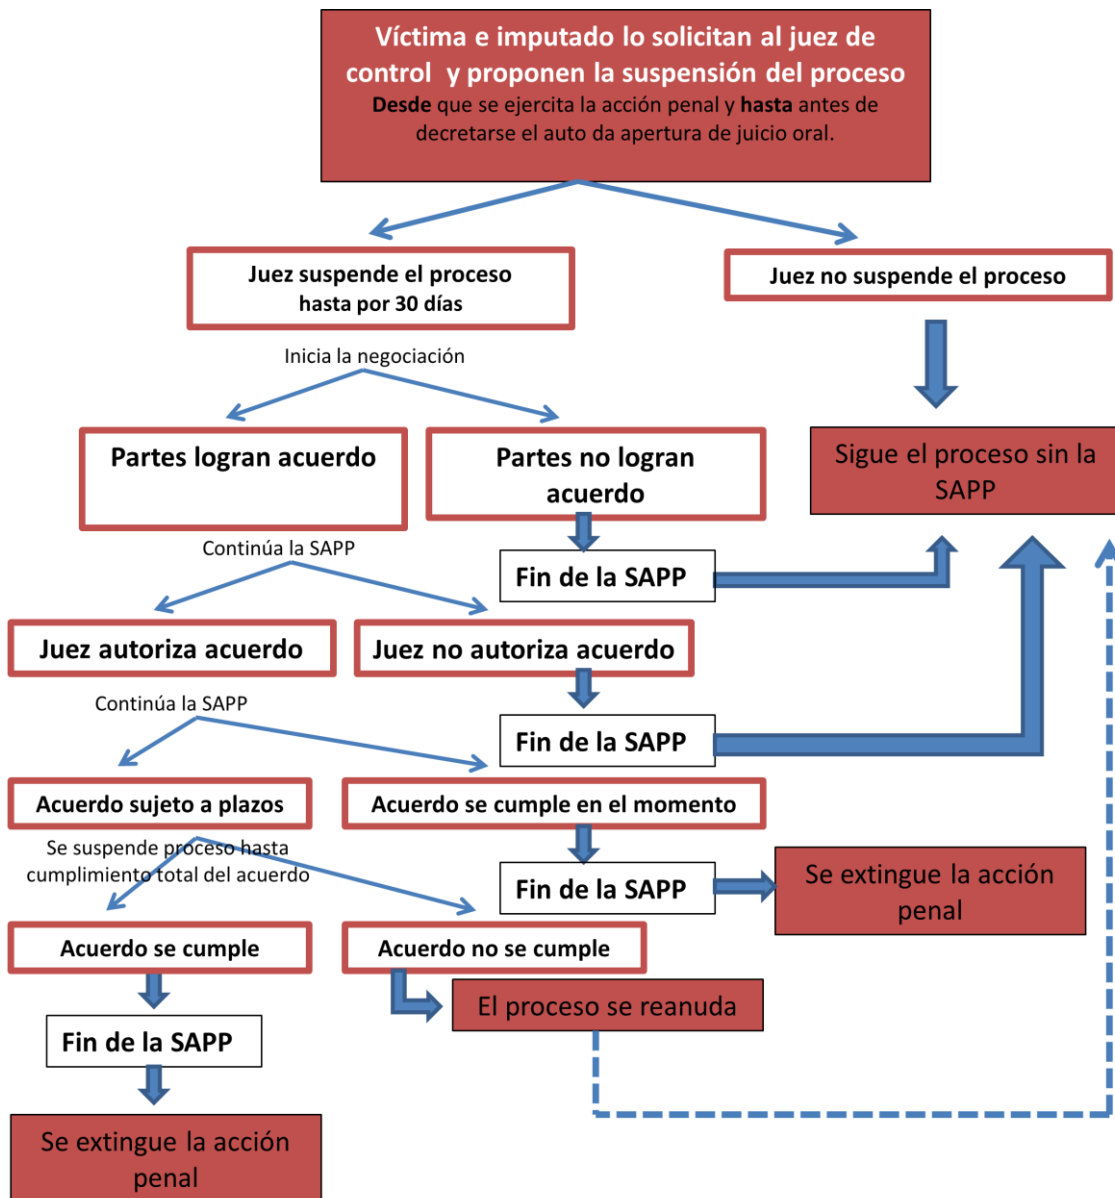 Víctima e imputado lo solicitan al juez de
control y proponen la suspensión del proceso
Desde que se ejercita la acción penal y hasta antes de
decretarse el auto da apertura de juicio oral.
Juez suspende el proceso
hasta por 30 días
Juez no suspende el proceso
Inicia la negociación
Partes logran acuerdo
Partes no logran
acuerdo
Sigue el proceso sin la
SAPP
Continúa la SAPP
Fin de la SAPP
Juez autoriza acuerdo
Juez no autoriza acuerdo
Continúa la SAPP
Fin de la SAPP
Acuerdo sujeto a plazos
Acuerdo se cumple en el momento
Se suspende proceso hasta
cumplimiento total del acuerdo
Fin de la SAPP
Se extingue la acción
penal
Acuerdo se cumple
Acuerdo no se cumple
El proceso se reanuda
Fin de la SAPP
Se extingue la acción
penal